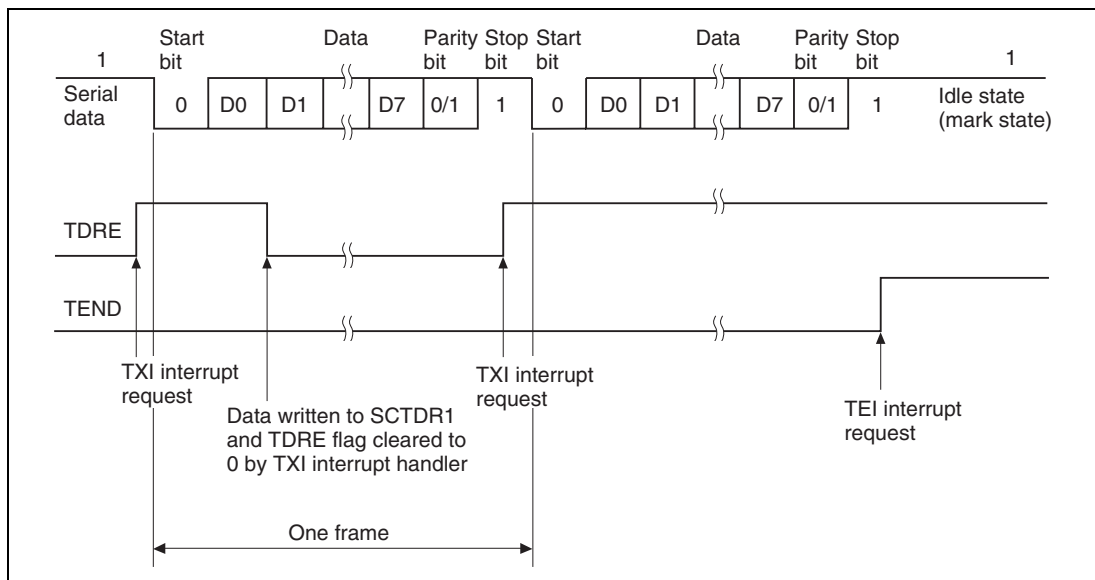 1
Start bit
Data
Parity bit
Stop bit
Start bit
Data
Parity bit
Stop bit
1
Serial data
0 D0 D1 D7 0/1 1 0 D0 D1 D7 0/1 1
Idle state (mark state)
TDRE
TEND
TXI interrupt request
Data written to SCTDR1
and TDRE flag cleared to
0 by TXI interrupt handler
TXI interrupt request
TEI interrupt request
One frame